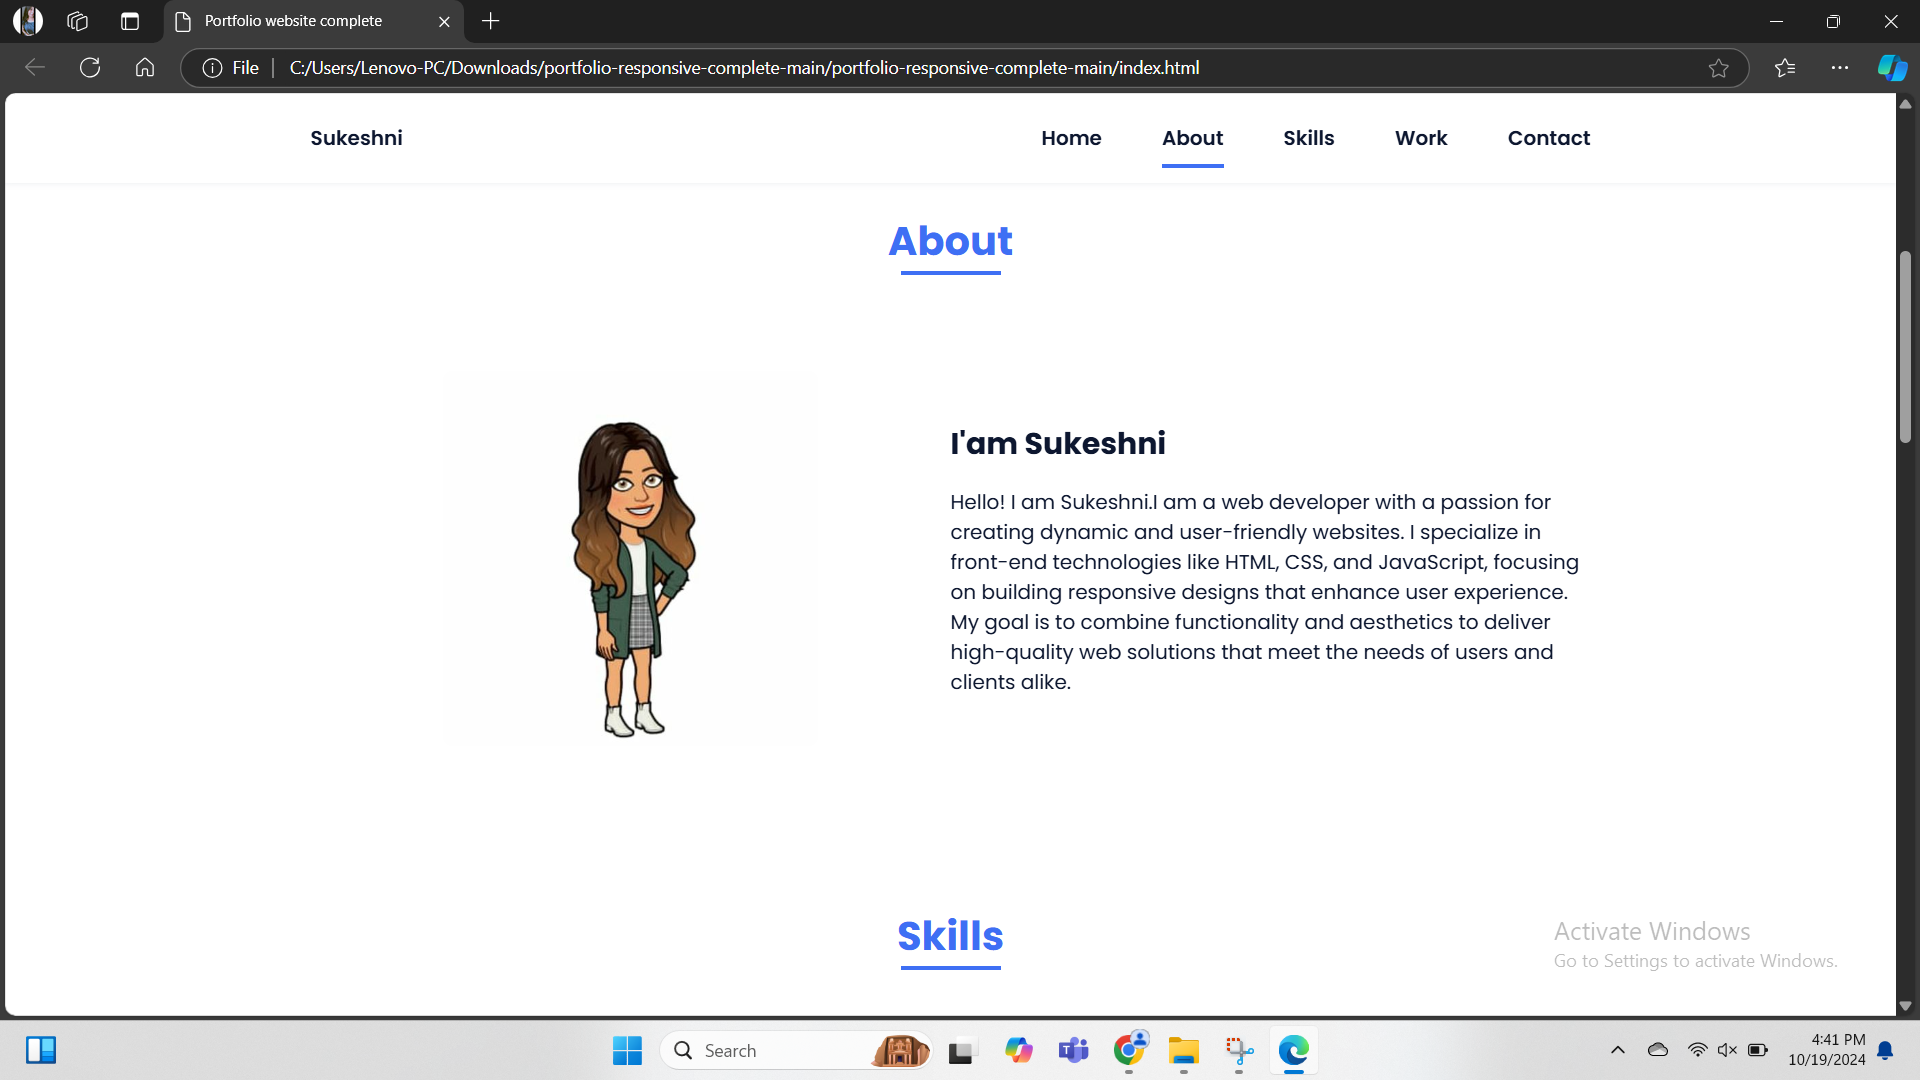 Portfolio website complete
File
C:/Users/Lenovo-PC/Downloads/portfolio-responsive-complete-main/portfolio-responsive-complete-main/index.html
Sukeshni
Home
About
Skills
Work
Contact
About
I'am Sukeshni
Hello! I am Sukeshni.I am a web developer with a passion for
creating dynamic and user-friendly websites. I specialize in
front-end technologies like HTML, CSS, and JavaScript, focusing
on building responsive designs that enhance user experience.
My goal is to combine functionality and aesthetics to deliver
high-quality web solutions that meet the needs of users and
clients alike.
Skills
Activate Windows
Go to Settings to activate Windows.
Search
4:41 PM
10/19/2024